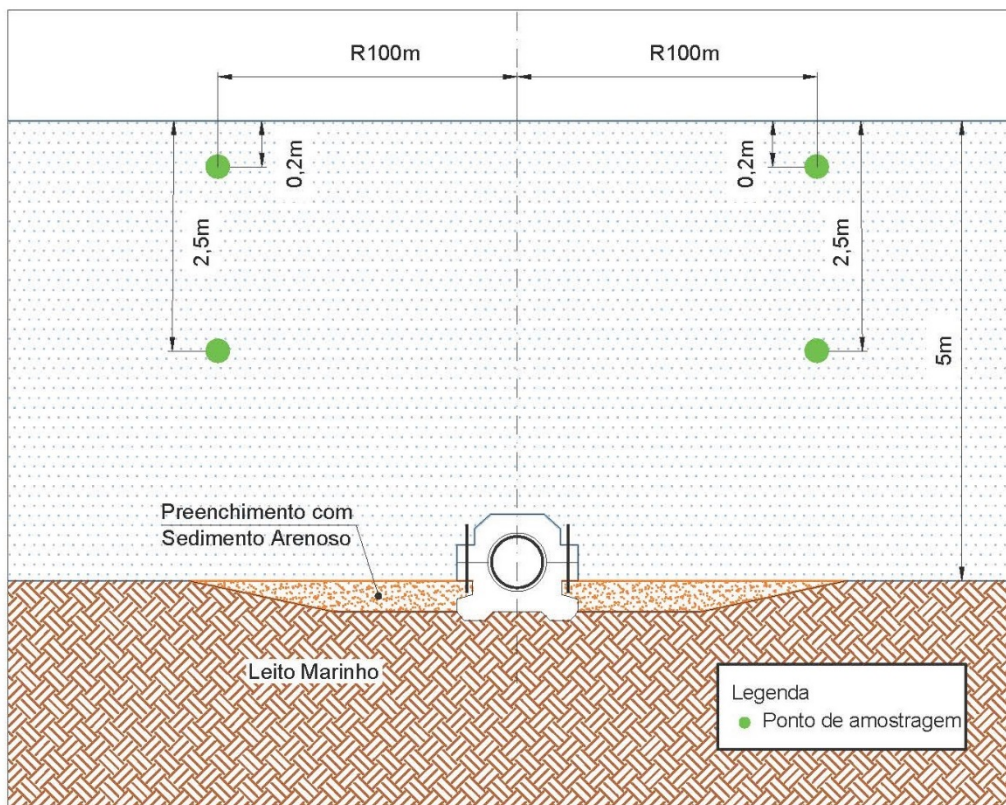 R100m
R100m
0,2m
0,2m
2,5m
2,5m
5m
Preenchimento com
Sedimento Arenoso
Leito Marinho
Legenda
Ponto de amostragem